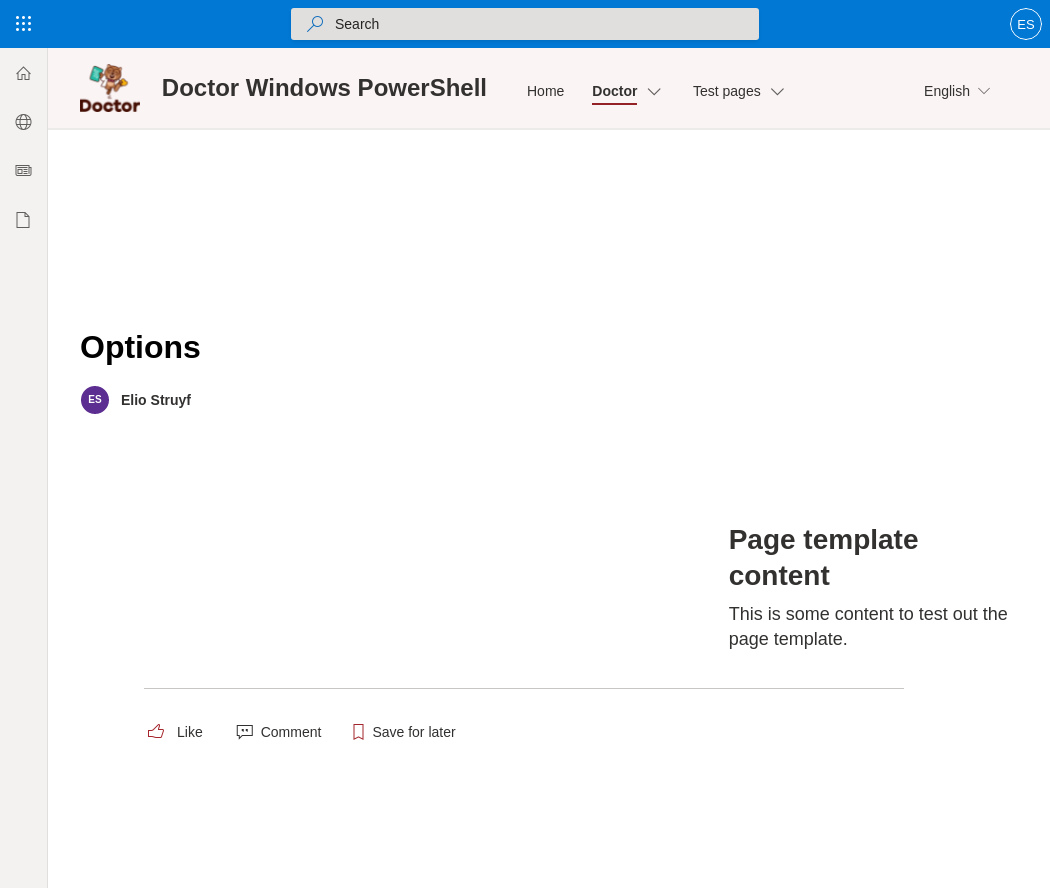 Search
ES
Doctor
Doctor Windows PowerShell
Home
Doctor
Test pages
English
Options
ES
Elio Struyf
Page template
content
This is some content to test out the
page template.
Like
Comment
Save for later